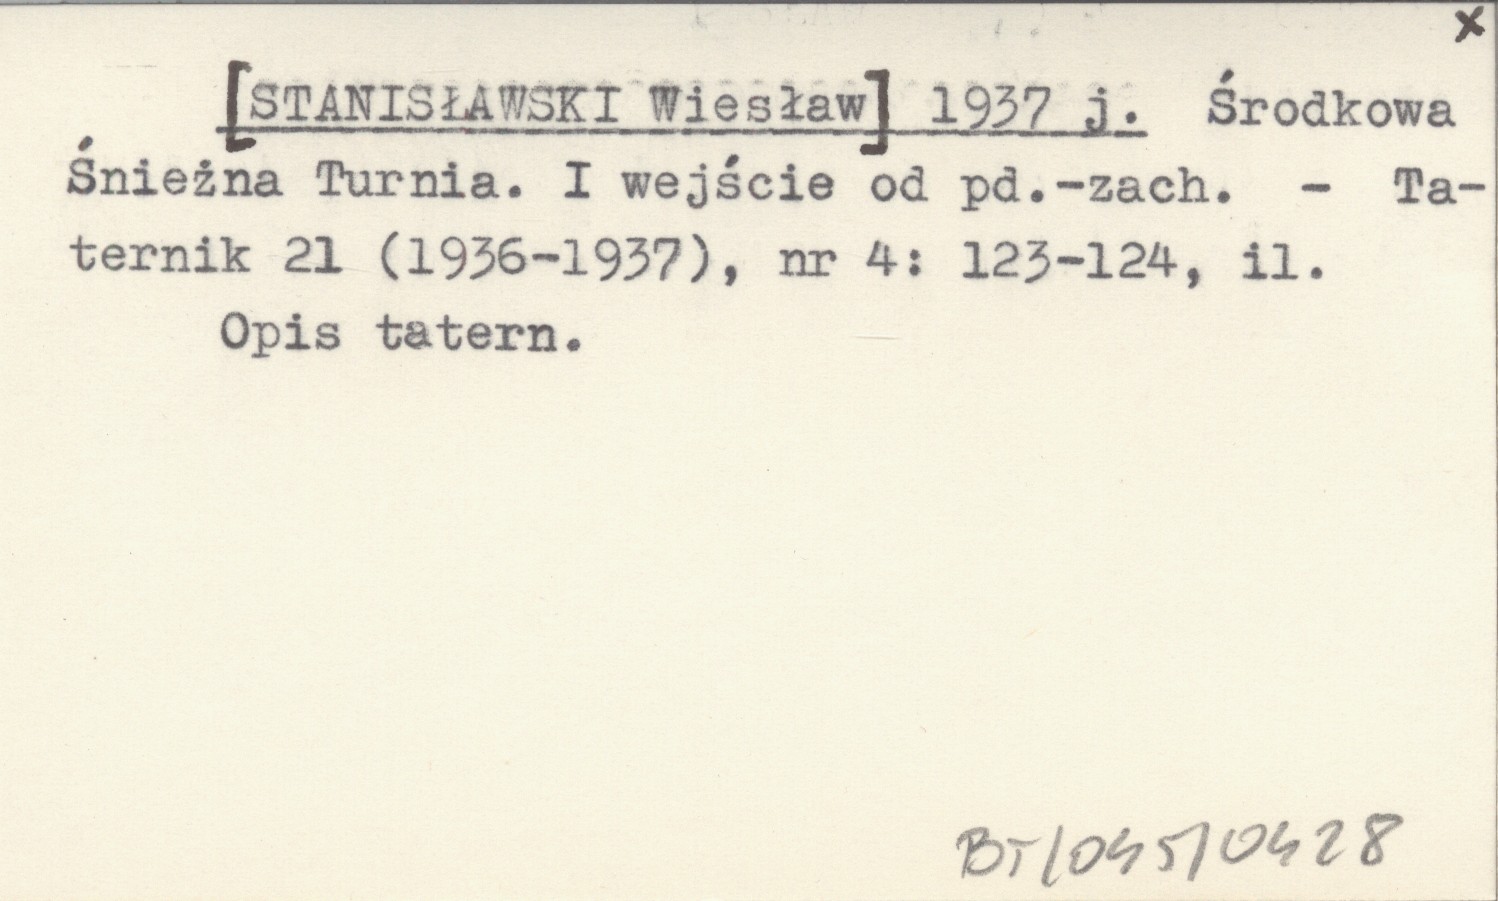 x
[STANISŁAWSKI Wiesław] 1937 j. Środkowa
Śnieżna Turnia. I wejście od pd.-zach. - Ta-
ternik 21 (1936-1937), nr 4: 123-124, il.
Opis tatern.
BT/045/0428